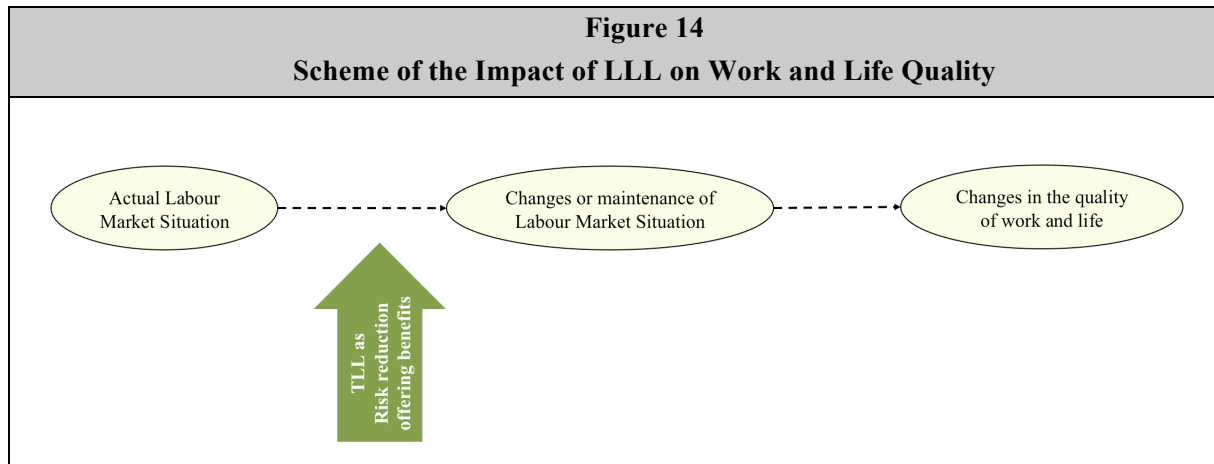 Figure 14
Scheme of the Impact of LLL on Work and Life Quality
Actual Labour
Market Situation
Changes or maintenance of
Labour Market Situation
Changes in the quality
of work and life
TLL as
Risk reduction
offering benefits